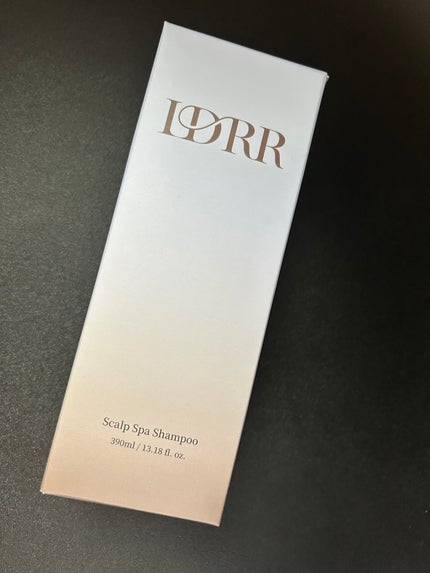 LDRR
Scalp Spa Shampoo
390ml / 13.18 fl. oz.